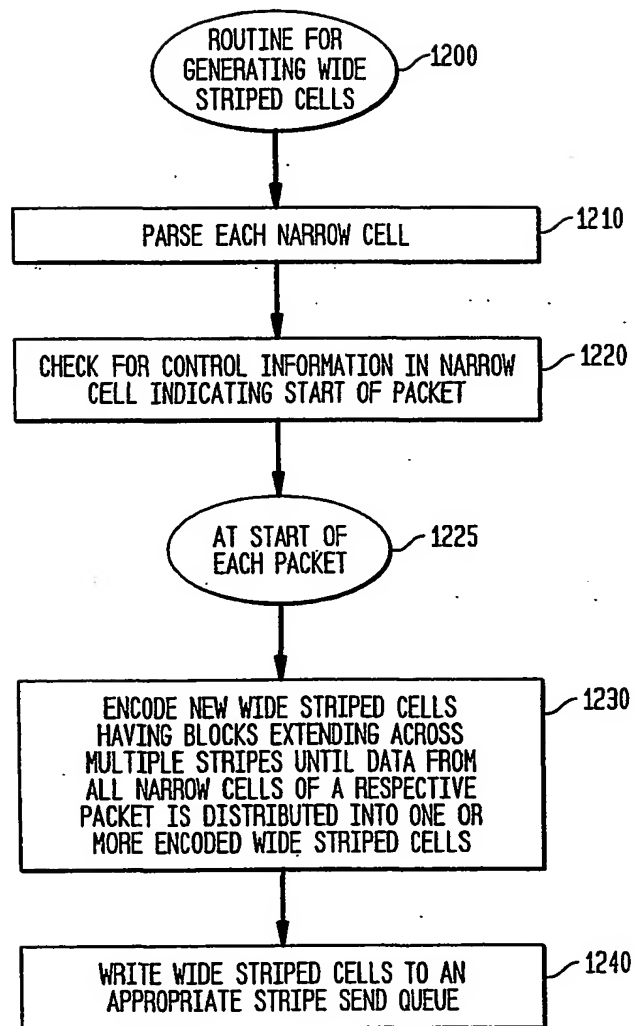 ROUTINE FOR
GENERATING WIDE
STRIPED CELLS
1200
PARSE EACH NARROW CELL
1210
CHECK FOR CONTROL INFORMATION IN NARROW
CELL INDICATING START OF PACKET
1220
AT START OF
EACH PACKET
1225
ENCODE NEW WIDE STRIPED CELLS
HAVING BLOCKS EXTENDING ACROSS
MULTIPLE STRIPES UNTIL DATA FROM
ALL NARROW CELLS OF A RESPECTIVE
PACKET IS DISTRIBUTED INTO ONE OR
MORE ENCODED WIDE STRIPED CELLS
1230
WRITE WIDE STRIPED CELLS TO AN
APPROPRIATE STRIPE SEND QUEUE
1240